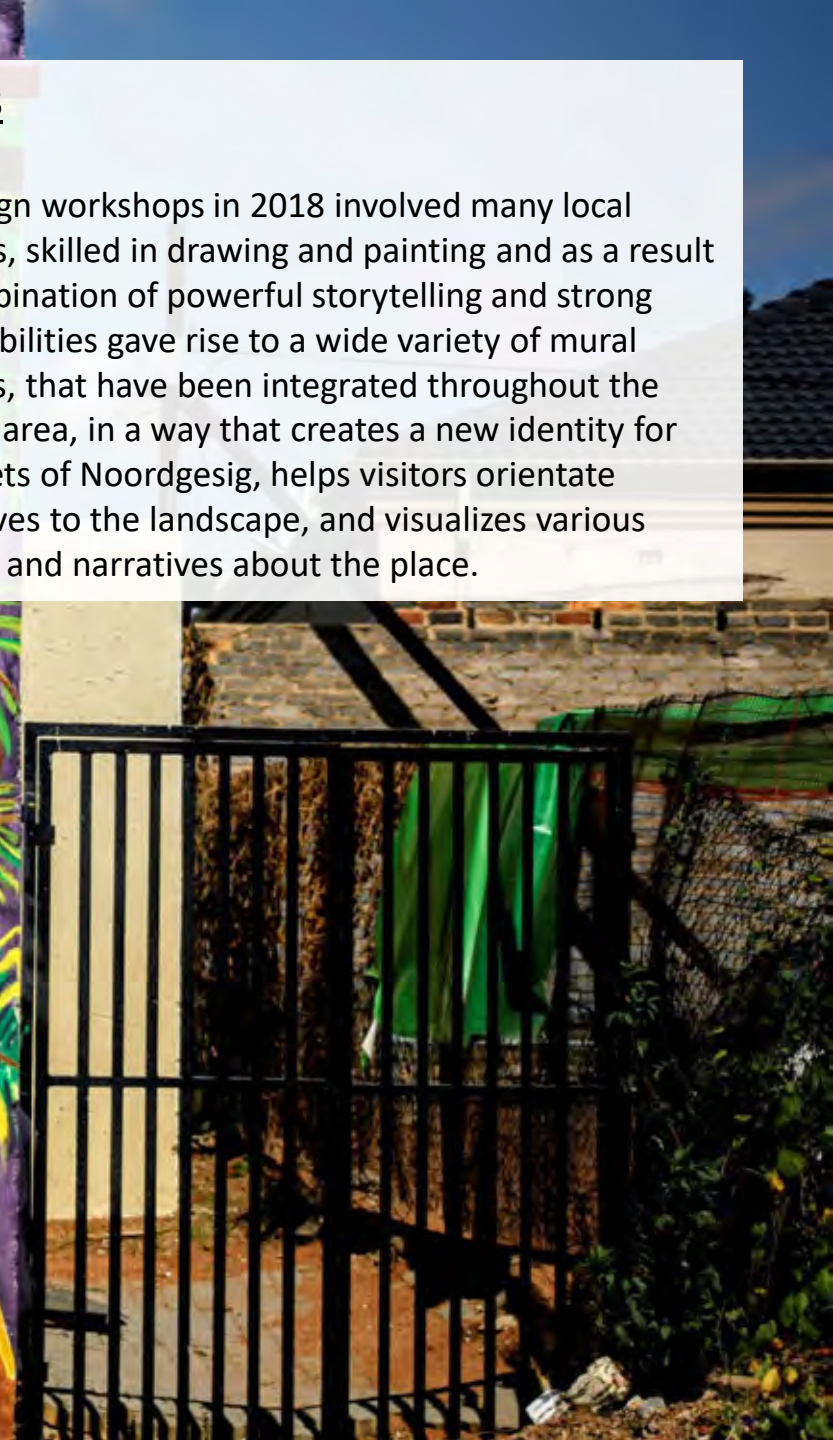 gn workshops in 2018 involved many local
s, skilled in drawing and painting and as a result
bination of powerful storytelling and strong
bilities gave rise to a wide variety of mural
s, that have been integrated throughout the
area, in a way that creates a new identity for
ets of Noordgesig, helps visitors orientate
ves to the landscape, and visualizes various
and narratives about the place.